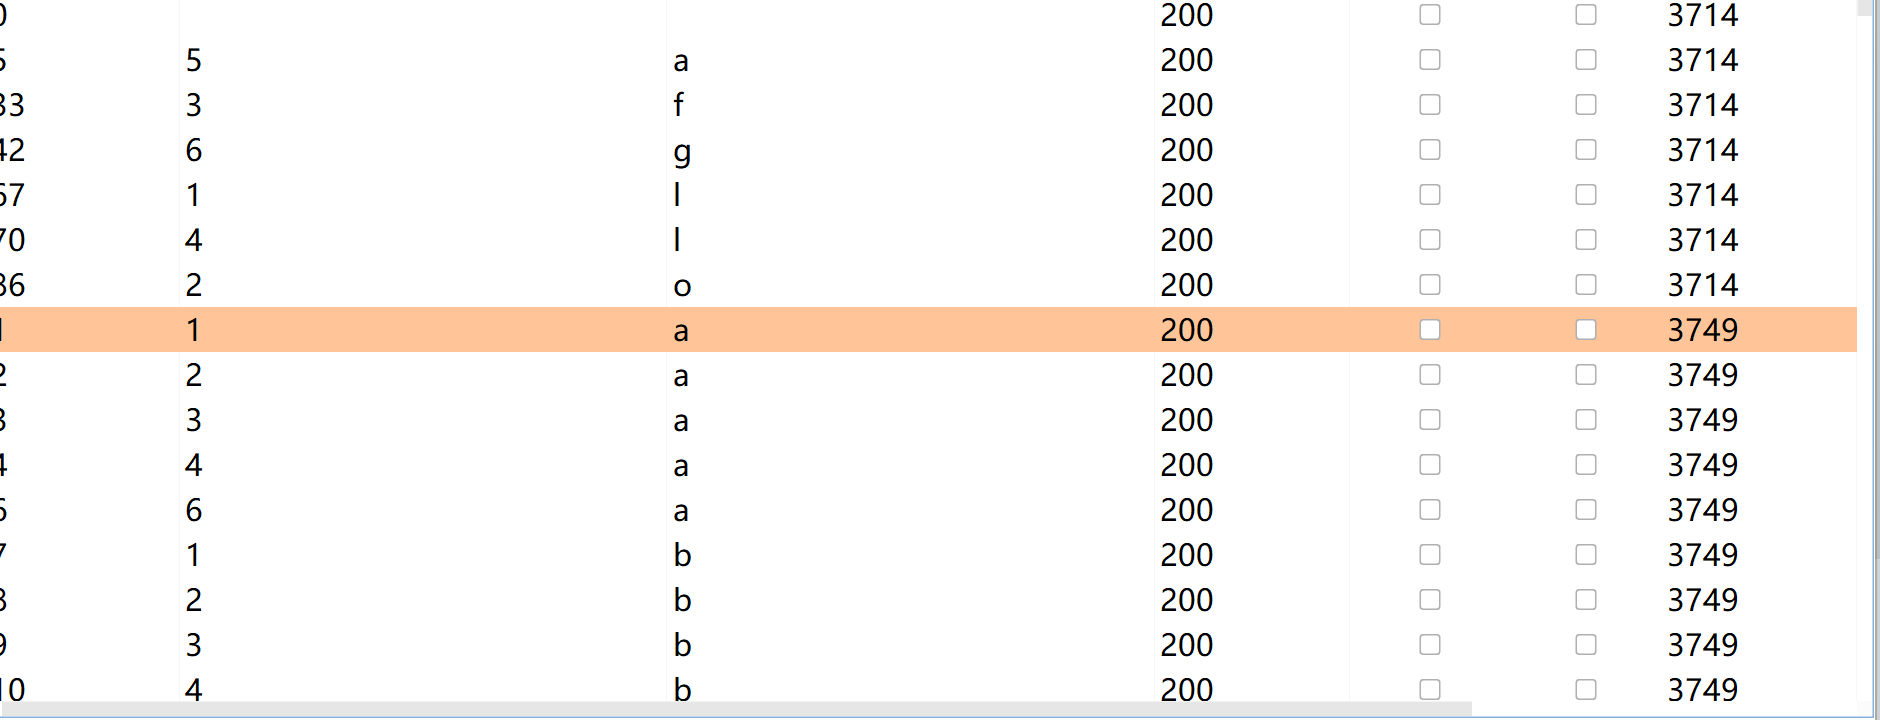 0 200 3714
5 5 a 200 3714
33 3 f 200 3714
42 6 g 200 3714
67 1 l 200 3714
70 4 l 200 3714
86 2 o 200 3714
1 1 a 200 3749
2 2 a 200 3749
3 3 a 200 3749
4 4 a 200 3749
6 6 a 200 3749
7 1 b 200 3749
8 2 b 200 3749
9 3 b 200 3749
10 4 b 200 3749